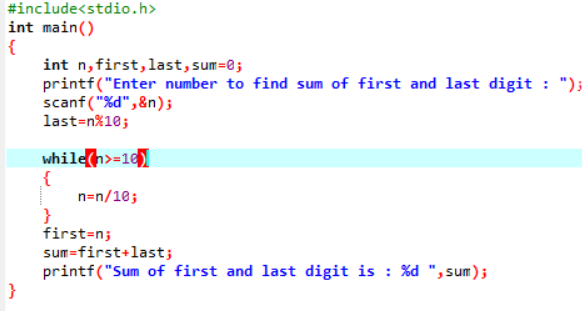 #include<stdio.h>
int main()
{
    int n,first,last,sum=0;
    printf("Enter number to find sum of first and last digit : ");
    scanf("%d",&n);
    last=n%10;

    while(n>=10)
    {
        n=n/10;
    }
    first=n;
    sum=first+last;
    printf("Sum of first and last digit is : %d ",sum);
}